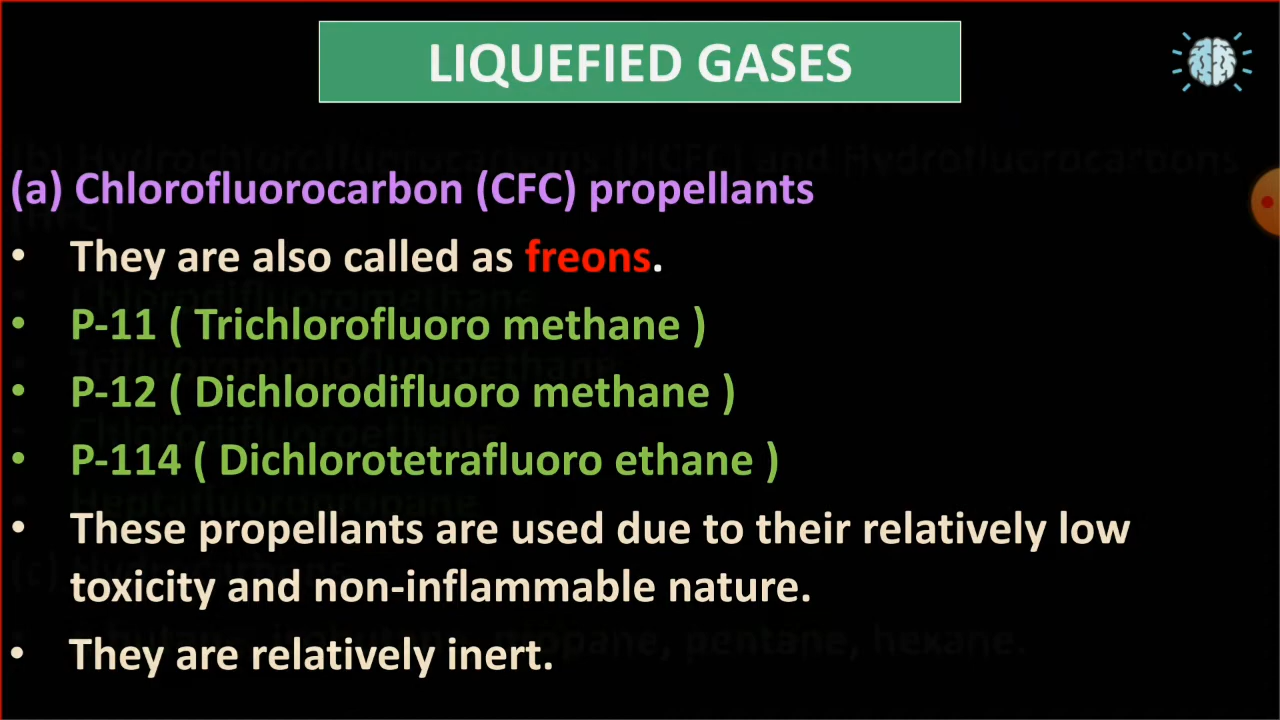 LIQUEFIED GASES
(a) Chlorofluorocarbon (CFC) propellants
• They are also called as freons.
• P-11 ( Trichlorofluoro methane )
• P-12 ( Dichlorodifluoro methane )
• P-114 ( Dichlorotetrafluoro ethane )
• These propellants are used due to their relatively low
toxicity and non-inflammable nature.
• They are relatively inert.